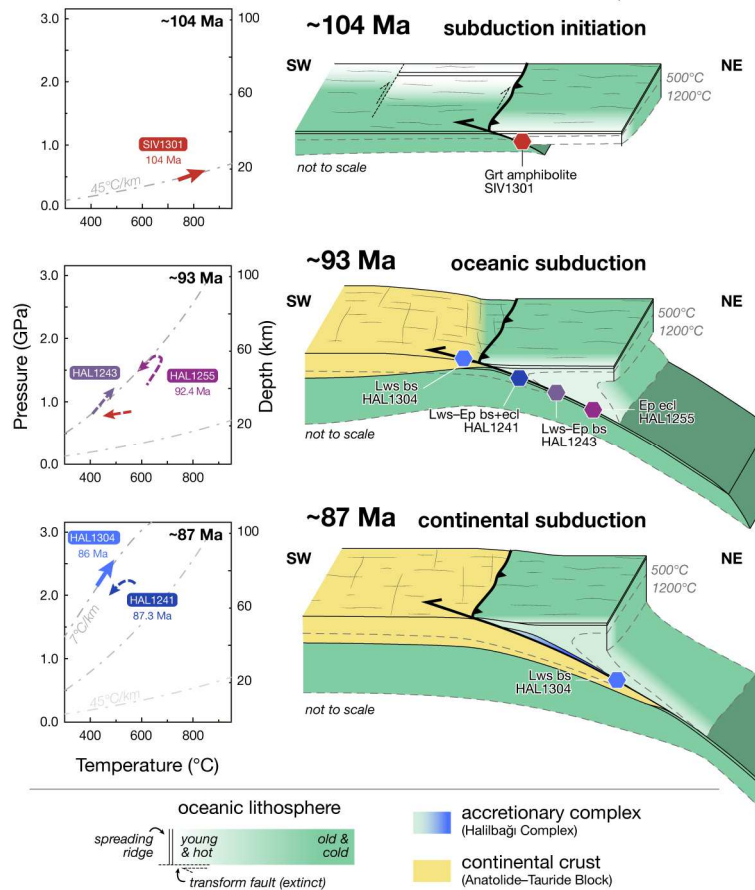 ~104 Ma
3.0
2.0
1.0
0.0
100
60
20
SIV1301
104 Ma
45°C/km
400
600
800
~104 Ma
subduction initiation
SW
NE
500°C
1200°C
not to scale
Grt amphibolite
SIV1301
~93 Ma
3.0
2.0
1.0
0.0
100
60
20
HAL1243
HAL1255
92.4 Ma
400
600
800
Pressure (GPa)
Depth (km)
~93 Ma
oceanic subduction
SW
NE
500°C
1200°C
Lws bs
HAL1304
Lws–Ep bs+ecl
HAL1241
Lws–Ep bs
HAL1243
Ep ecl
HAL1255
not to scale
~87 Ma
3.0
2.0
1.0
0.0
100
60
20
HAL1304
86 Ma
HAL1241
87.3 Ma
7°C/km
45°C/km
400
600
800
Temperature (°C)
~87 Ma
continental subduction
SW
NE
500°C
1200°C
Lws bs
HAL1304
not to scale
oceanic lithosphere
spreading
ridge
young
& hot
old &
cold
transform fault (extinct)
accretionary complex
(Halilbağı Complex)
continental crust
(Anatolide–Tauride Block)